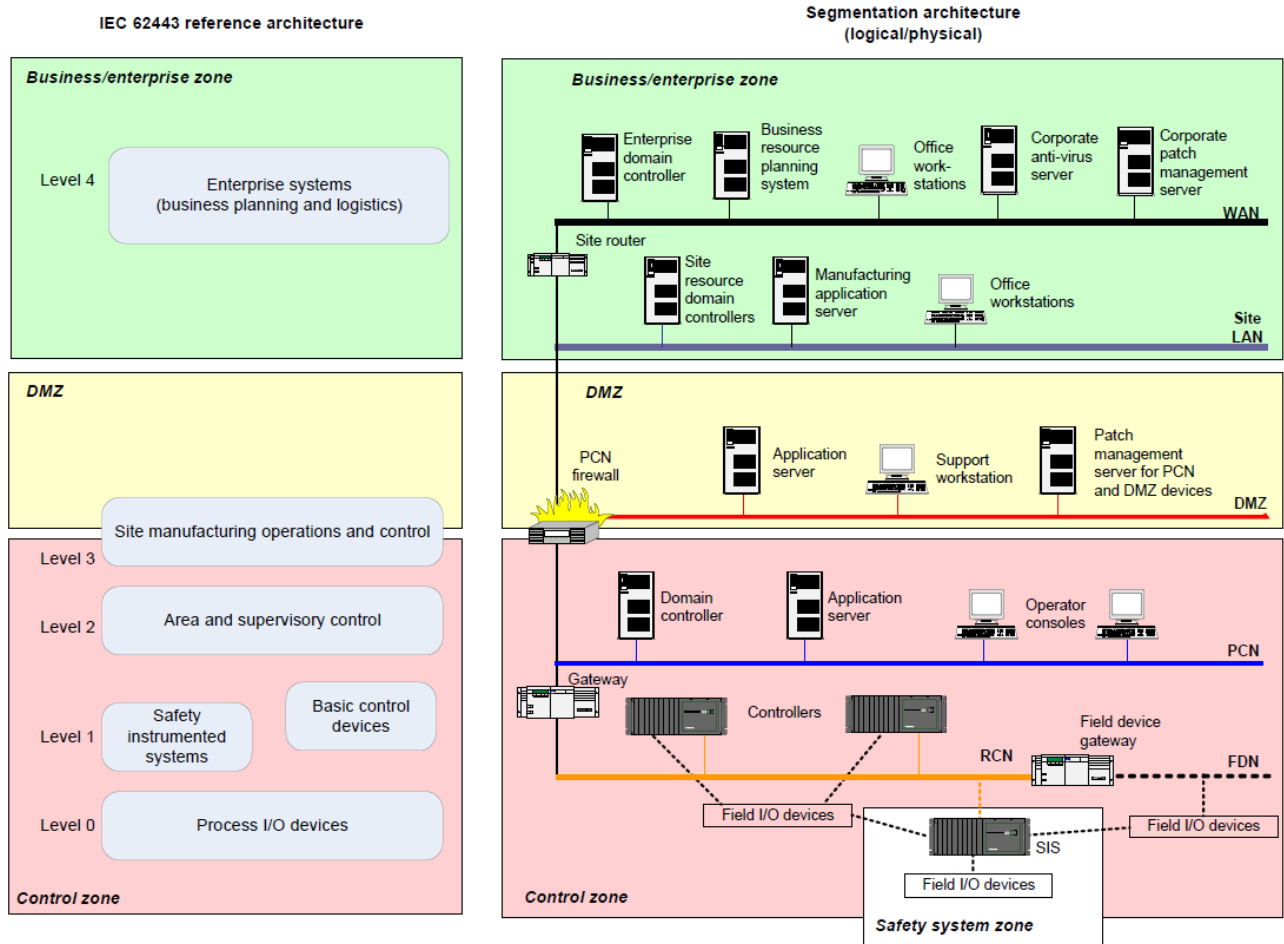 IEC 62443 reference architecture
Business/enterprise zone
Level 4
Enterprise systems
(business planning and logistics)
DMZ
Site manufacturing operations and control
Level 3
Level 2
Area and supervisory control
Level 1
Safety
instrumented
systems
Basic control
devices
Level 0
Process I/O devices
Control zone
Segmentation architecture
(logical/physical)
Business/enterprise zone
Enterprise
domain
controller
Business
resource
planning
system
Office
work-
stations
Corporate
anti-virus
server
Corporate
patch
management
server
WAN
Site router
Site
resource
domain
controllers
Manufacturing
application
server
Office
workstations
Site
LAN
DMZ
PCN
firewall
Application
server
Support
workstation
Patch
management
server for PCN
and DMZ devices
DMZ
Domain
controller
Application
server
Operator
consoles
PCN
Gateway
Controllers
Field device
gateway
RCN
FDN
Field I/O devices
SIS
Field I/O devices
Field I/O devices
Control zone
Safety system zone